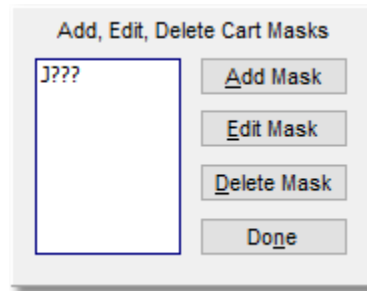 Add, Edit, Delete Cart Masks
J???
Add Mask
Edit Mask
Delete Mask
Done